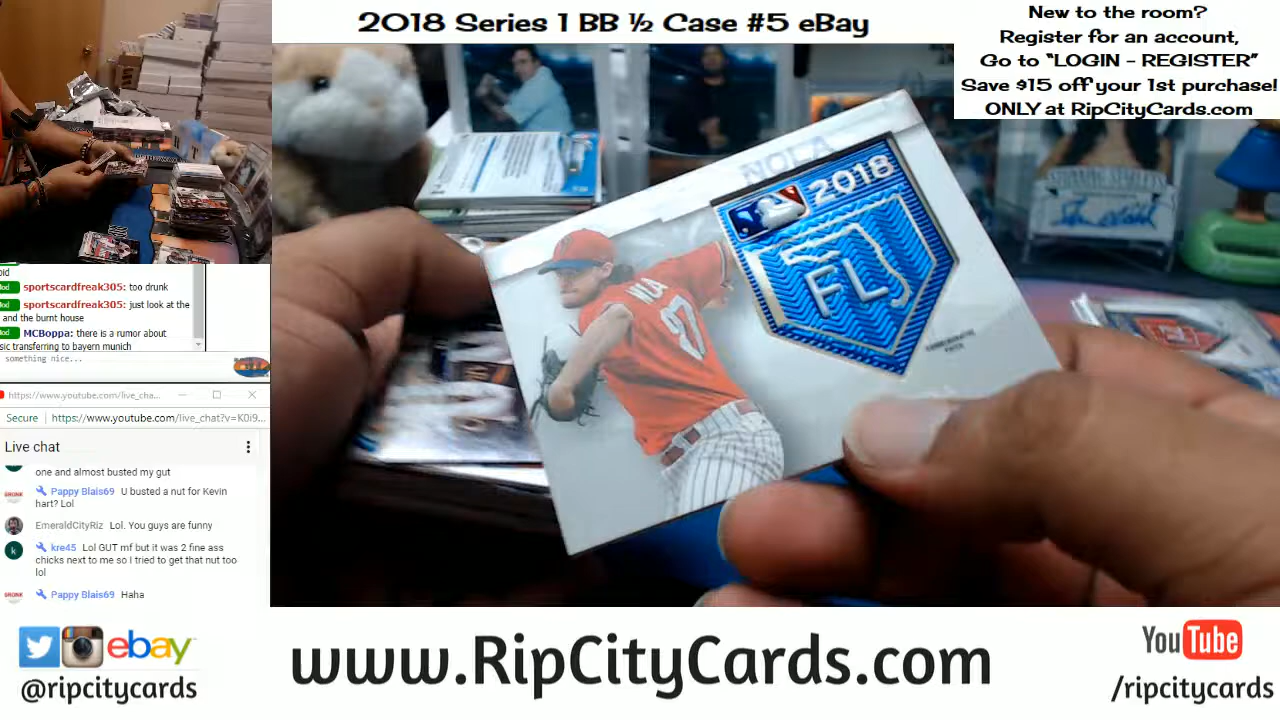 2018 Series 1 BB ½ Case #5 eBay
New to the room?
Register for an account,
Go to "LOGIN - REGISTER"
Save $15 off your 1st purchase!
ONLY at RipCityCards.com
NOLA
2018
FL
COMMEMORATIVE
PATCH
sportscardfreak305: too drunk
sportscardfreak305: just look at the
and the burnt house
MCBoppa: there is a rumor about
sic transferring to bayern munich
something nice...
https://www.youtube.com/live_cha...
Secure https://www.youtube.com/live_chat?v=K0i9...
Live chat
one and almost busted my gut
Pappy Blais69 U busted a nut for Kevin
hart? Lol
EmeraldCityRiz Lol. You guys are funny
k kre45 Lol GUT mf but it was 2 fine ass
chicks next to me so I tried to get that nut too
lol
Pappy Blais69 Haha
ebay
@ripcitycards
www.RipCityCards.com
YouTube
/ripcitycards